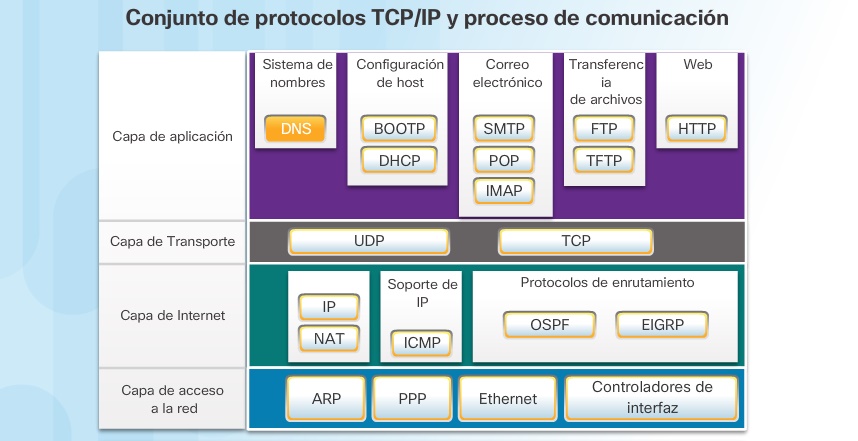 Conjunto de protocolos TCP/IP y proceso de comunicación
Capa de aplicación
Sistema de
nombres
DNS
Configuración
de host
BOOTP
DHCP
Correo
electrónico
SMTP
POP
IMAP
Transferenc
ia
de archivos
FTP
TFTP
Web
HTTP
Capa de Transporte
UDP
TCP
Capa de Internet
IP
NAT
Soporte de
IP
ICMP
Protocolos de enrutamiento
OSPF
EIGRP
Capa de acceso
a la red
ARP
PPP
Ethernet
Controladores de
interfaz